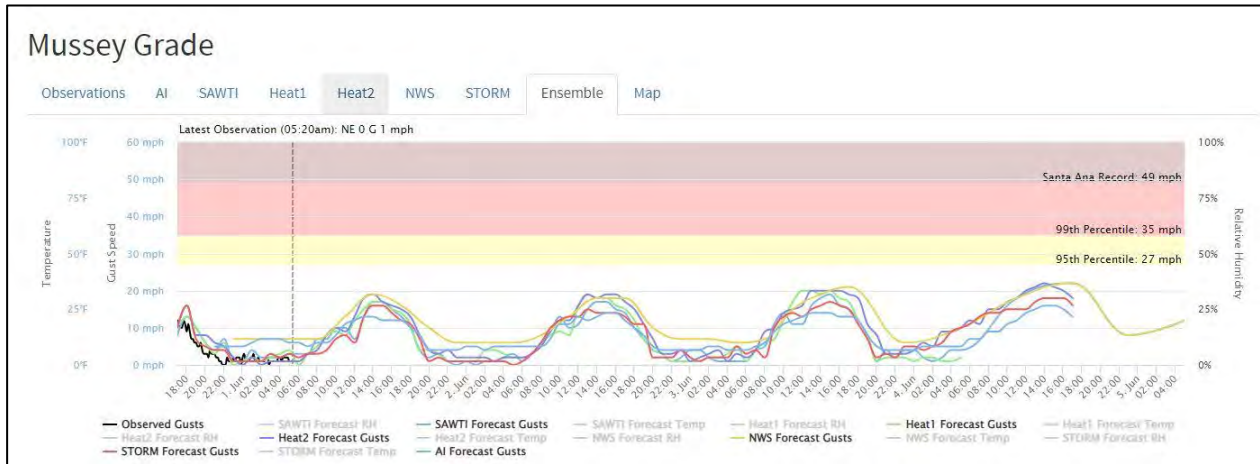 Mussey Grade
Observations AI SAWTI Heat1 Heat2 NWS STORM Ensemble Map
Latest Observation (05:20am): NE 0 G 1 mph
100°F 60 mph 100%
50 mph
Santa Ana Record: 49 mph
75°F 75%
40 mph
99th Percentile: 35 mph
50°F 30 mph 50%
95th Percentile: 27 mph
20 mph
25°F 25%
10 mph
0°F 0 mph 0%
Temperature
Gust Speed
Relative Humidity
18:00 20:00 22:00 1. Jun 02:00 04:00 06:00 08:00 10:00 12:00 14:00 16:00 18:00 20:00 22:00 2. Jun 02:00 04:00 06:00 08:00 10:00 12:00 14:00 16:00 18:00 20:00 22:00 3. Jun 02:00 04:00 06:00 08:00 10:00 12:00 14:00 16:00 18:00 20:00 22:00 4. Jun 02:00 04:00 06:00 08:00 10:00 12:00 14:00 16:00 18:00 20:00 22:00 5. Jun 02:00 04:00
Observed Gusts SAWTI Forecast RH SAWTI Forecast Gusts SAWTI Forecast Temp Heat1 Forecast RH Heat1 Forecast Gusts Heat1 Forecast Temp
Heat2 Forecast RH Heat2 Forecast Gusts Heat2 Forecast Temp NWS Forecast RH NWS Forecast Gusts NWS Forecast Temp STORM Forecast RH
STORM Forecast Gusts STORM Forecast Temp AI Forecast Gusts